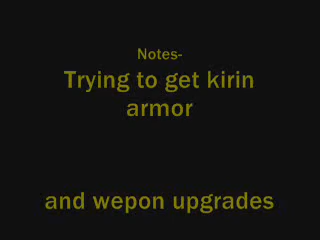 Notes-
Trying to get kirin
armor
and wepon upgrades